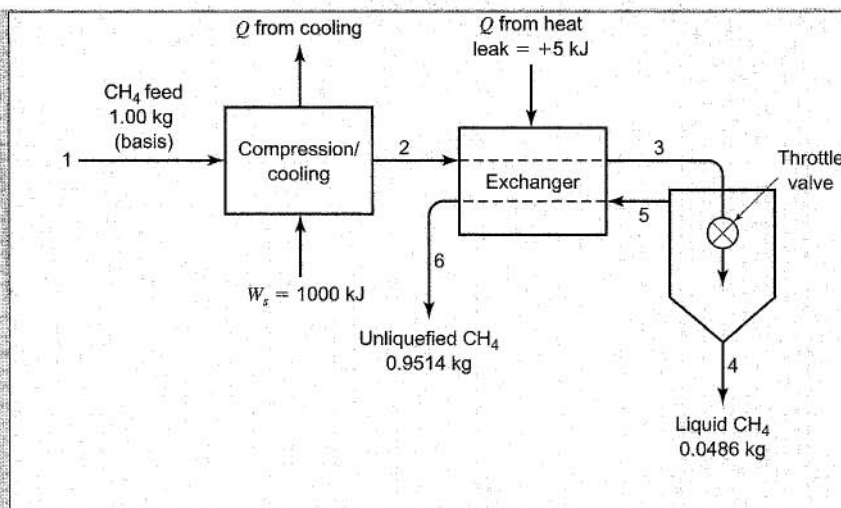 Q from cooling
Q from heat
leak = +5 kJ
CH₄ feed
1.00 kg
(basis)
1
Compression/
cooling
2
Exchanger
3
Throttle
valve
5
6
Wₛ = 1000 kJ
Unliquefied CH₄
0.9514 kg
4
Liquid CH₄
0.0486 kg